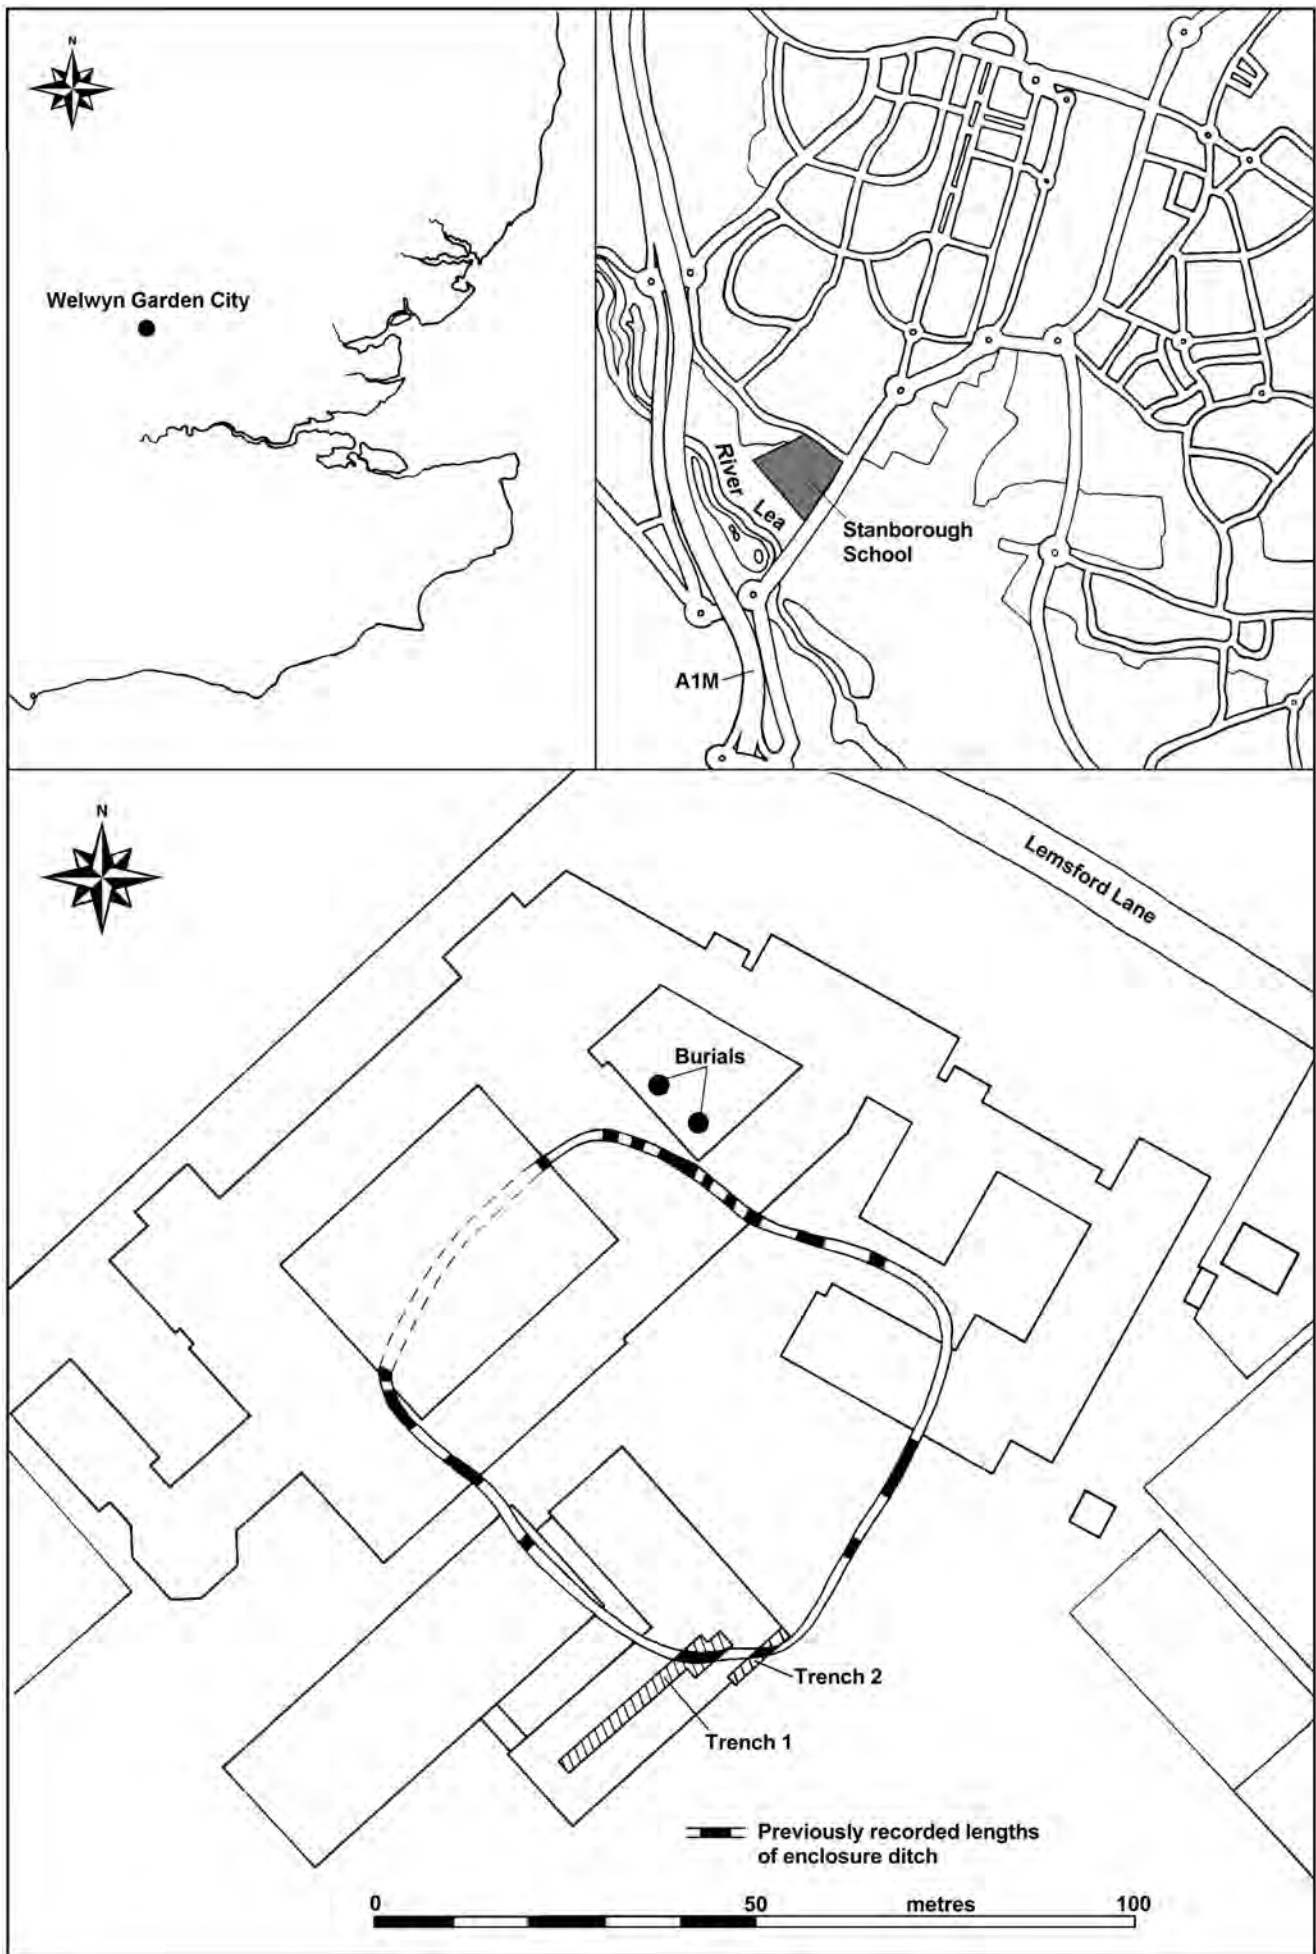 N
Welwyn Garden City
River
Lea
Stanborough
School
A1M
N
Lemsford Lane
Burials
Trench 2
Trench 1
Previously recorded lengths
of enclosure ditch
0 50 metres 100